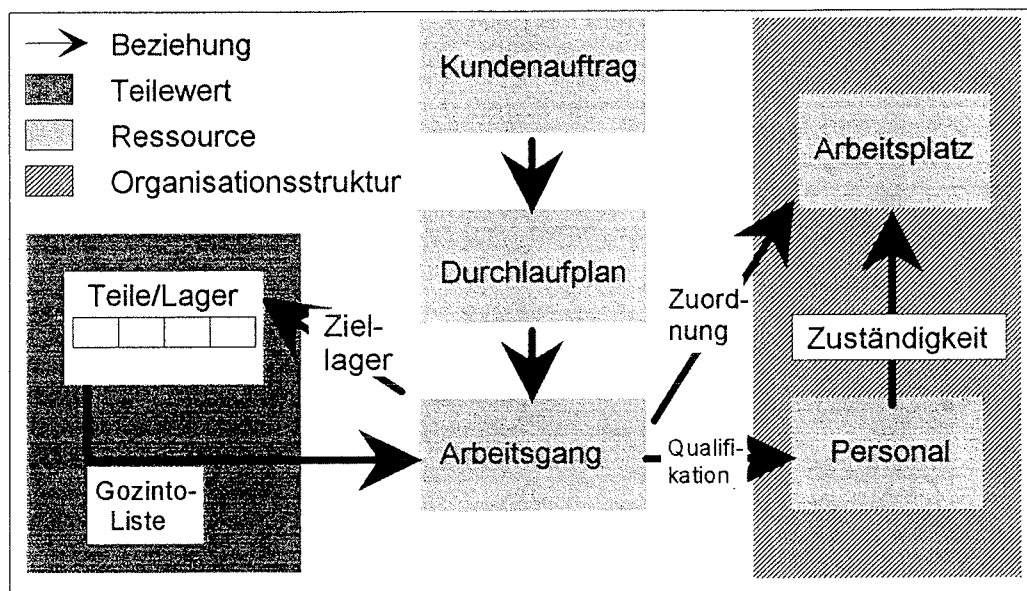 Beziehung
Teilewert
Ressource
Organisationsstruktur
Kundenauftrag
Durchlaufplan
Arbeitsgang
Teile/Lager
Ziel-
lager
Gozinto-
Liste
Zuord-
nung
Qualifi-
kation
Arbeitsplatz
Zuständigkeit
Personal